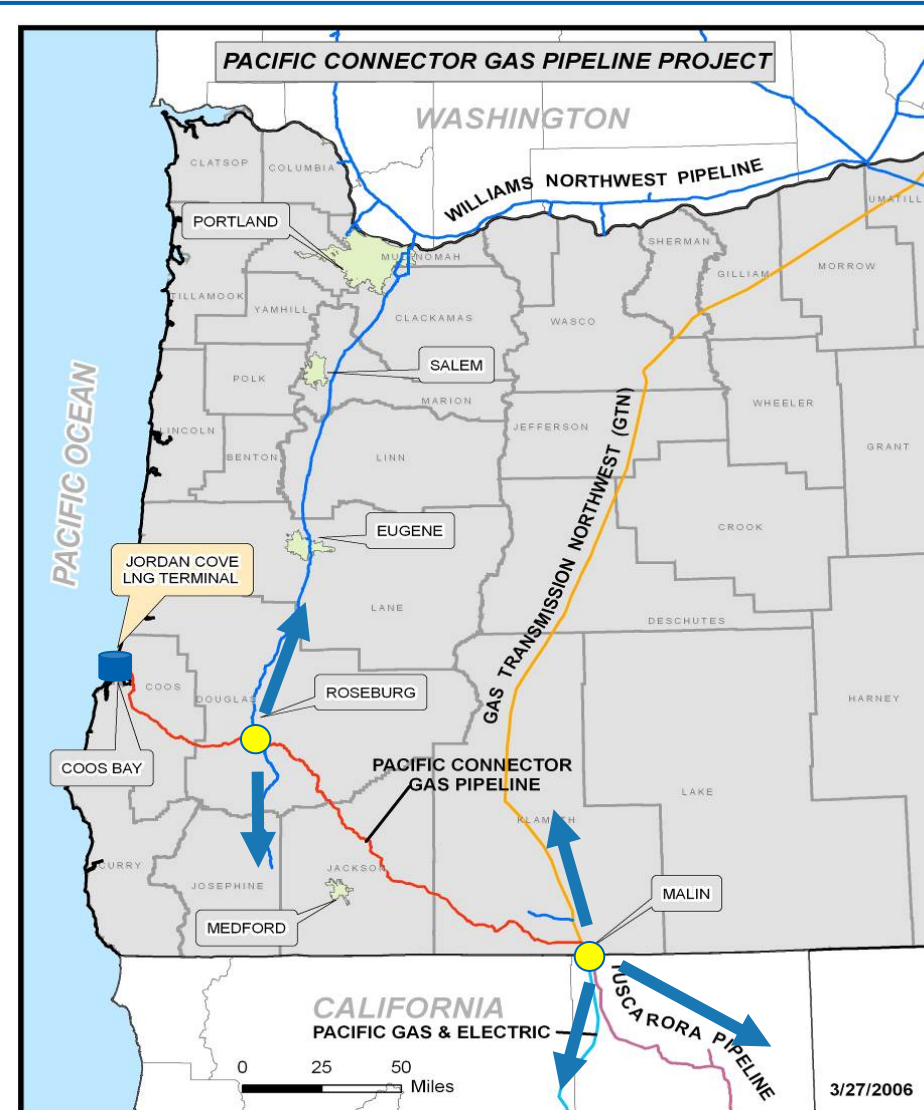 PACIFIC CONNECTOR GAS PIPELINE PROJECT
WASHINGTON
WILLIAMS NORTHWEST PIPELINE
CLATSOP
COLUMBIA
UMATILL
PORTLAND
SHERMAN
MULTNOMAH
GILLIAM
MORROW
TILLAMOOK
YAMHILL
CLACKAMAS
WASCO
SALEM
POLK
MARION
WHEELER
LINCOLN
JEFFERSON
BENTON
LINN
GRANT
PACIFIC OCEAN
GAS TRANSMISSION NORTHWEST (GTN)
CROOK
EUGENE
JORDAN COVE
LNG TERMINAL
LANE
DESCHUTES
COOS
DOUGLAS
ROSEBURG
HARNEY
COOS BAY
PACIFIC CONNECTOR
GAS PIPELINE
LAKE
KLAMATH
CURRY
JOSEPHINE
JACKSON
MALIN
MEDFORD
CALIFORNIA
PACIFIC GAS & ELECTRIC
TUSCARORA PIPELINE
0 25 50
Miles
3/27/2006